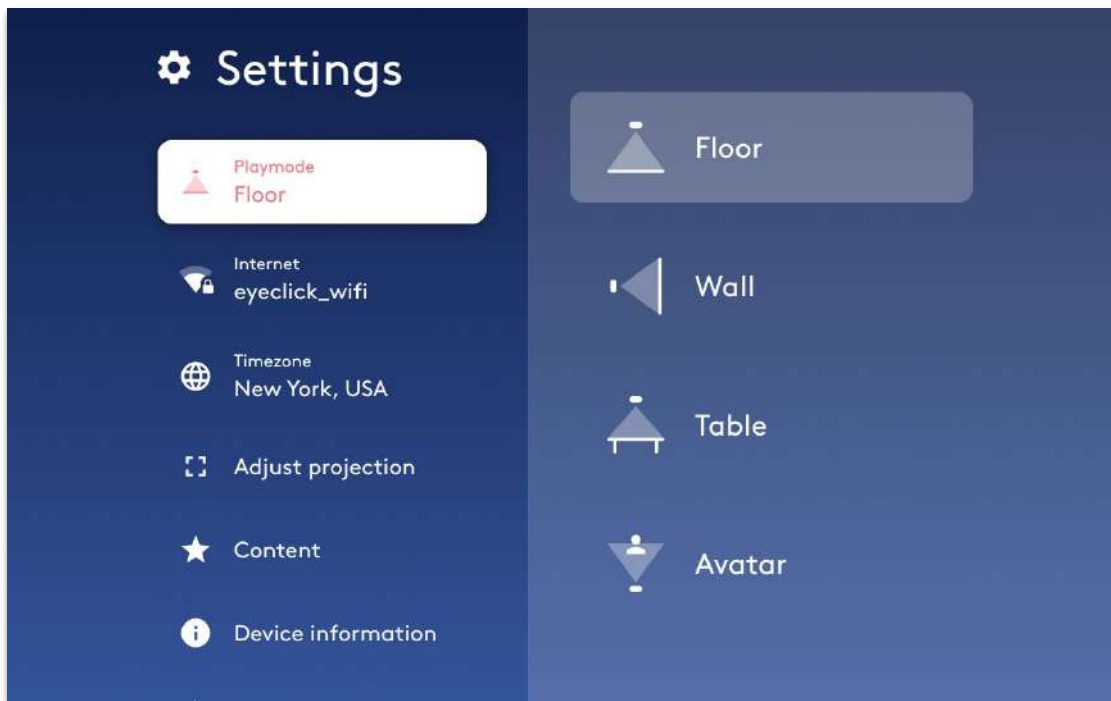 Settings
Playmode
Floor
Internet
eyeclick_wifi
Timezone
New York, USA
Adjust projection
Content
Device information
Floor
Wall
Table
Avatar